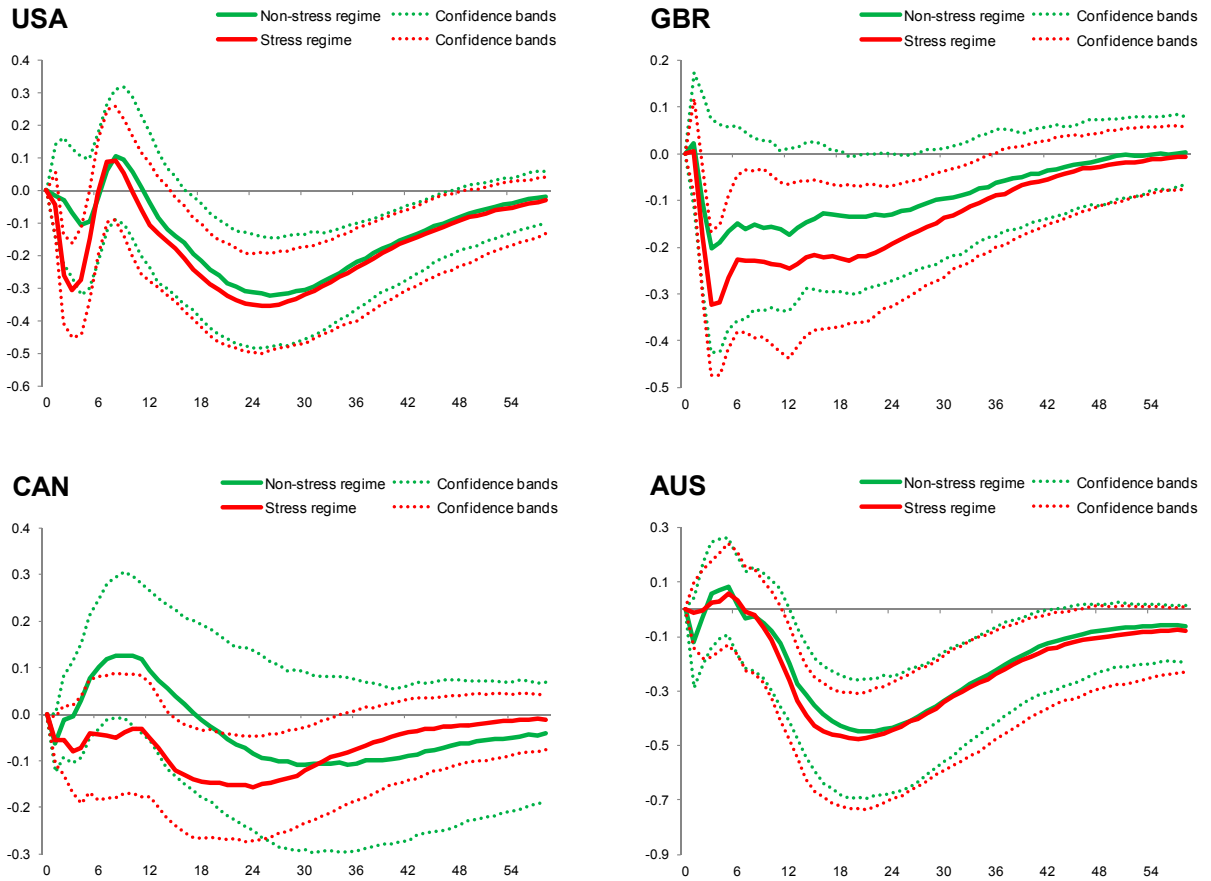 USA
Non-stress regime Confidence bands
Stress regime Confidence bands
0.4
0.3
0.2
0.1
0.0
-0.1
-0.2
-0.3
-0.4
-0.5
-0.6
0 6 12 18 24 30 36 42 48 54
GBR
Non-stress regime Confidence bands
Stress regime Confidence bands
0.2
0.1
0.0
-0.1
-0.2
-0.3
-0.4
-0.5
0 6 12 18 24 30 36 42 48 54
CAN
Non-stress regime Confidence bands
Stress regime Confidence bands
0.4
0.3
0.2
0.1
0.0
-0.1
-0.2
-0.3
0 6 12 18 24 30 36 42 48 54
AUS
Non-stress regime Confidence bands
Stress regime Confidence bands
0.3
0.1
-0.1
-0.3
-0.5
-0.7
-0.9
0 6 12 18 24 30 36 42 48 54